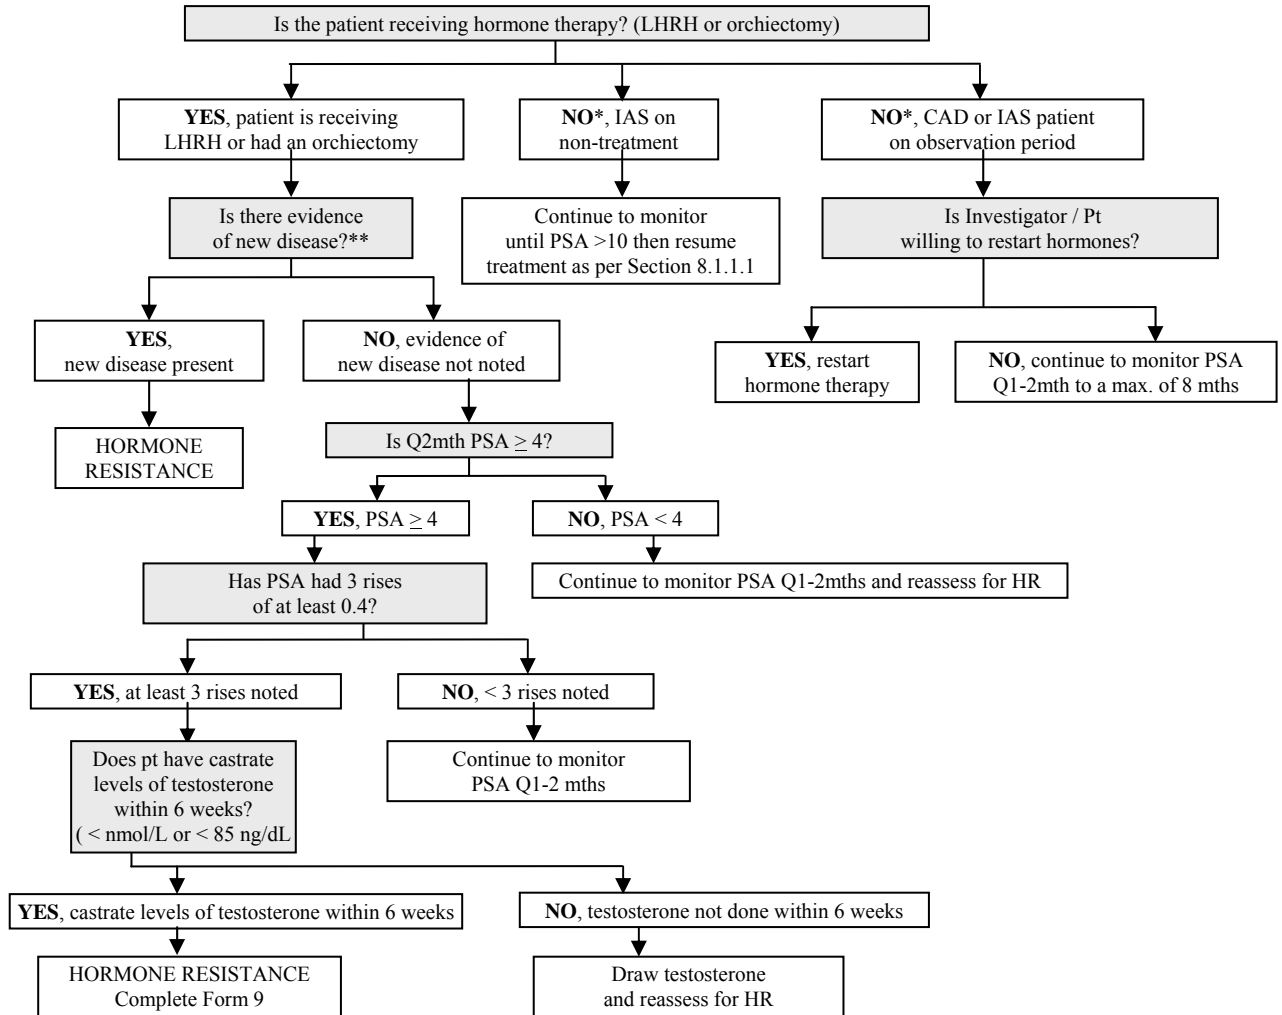 Is the patient receiving hormone therapy? (LHRH or orchiectomy)
YES, patient is receiving
LHRH or had an orchiectomy
NO*, IAS on
non-treatment
NO*, CAD or IAS patient
on observation period
Is there evidence
of new disease?**
Continue to monitor
until PSA >10 then resume
treatment as per Section 8.1.1.1
Is Investigator / Pt
willing to restart hormones?
YES,
new disease present
NO, evidence of
new disease not noted
YES, restart
hormone therapy
NO, continue to monitor PSA
Q1-2mth to a max. of 8 mths
HORMONE
RESISTANCE
Is Q2mth PSA ≥ 4?
YES, PSA ≥ 4
NO, PSA < 4
Has PSA had 3 rises
of at least 0.4?
Continue to monitor PSA Q1-2mths and reassess for HR
YES, at least 3 rises noted
NO, < 3 rises noted
Does pt have castrate
levels of testosterone
within 6 weeks?
( < nmol/L or < 85 ng/dL
Continue to monitor
PSA Q1-2 mths
YES, castrate levels of testosterone within 6 weeks
NO, testosterone not done within 6 weeks
HORMONE RESISTANCE
Complete Form 9
Draw testosterone
and reassess for HR